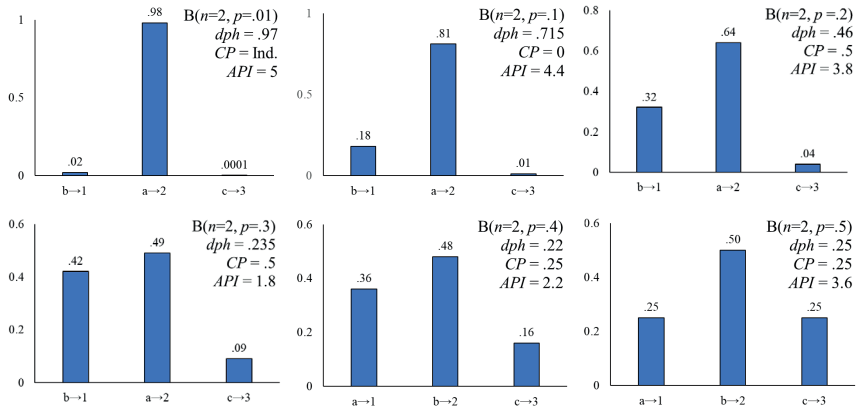 B(n=2, p=.01)
dph = .97
CP = Ind.
API = 5
1
0.5
0
.02
.98
.0001
b→1
a→2
c→3
B(n=2, p=.1)
dph = .715
CP = 0
API = 4.4
1
0.5
0
.18
.81
.01
b→1
a→2
c→3
B(n=2, p =.2)
dph = .46
CP = .5
API = 3.8
0.8
0.6
0.4
0.2
0
.32
.64
.04
b→1
a→2
c→3
B(n=2, p=.3)
dph = .235
CP = .5
API = 1.8
0.6
0.4
0.2
0
.42
.49
.09
b→1
a→2
c→3
B(n=2, p=.4)
dph = .22
CP = .25
API = 2.2
0.6
0.4
0.2
0
.36
.48
.16
a→1
b→2
c→3
B(n=2, p=.5)
dph = .25
CP = .25
API = 3.6
0.6
0.4
0.2
0
.25
.50
.25
a→1
b→2
c→3